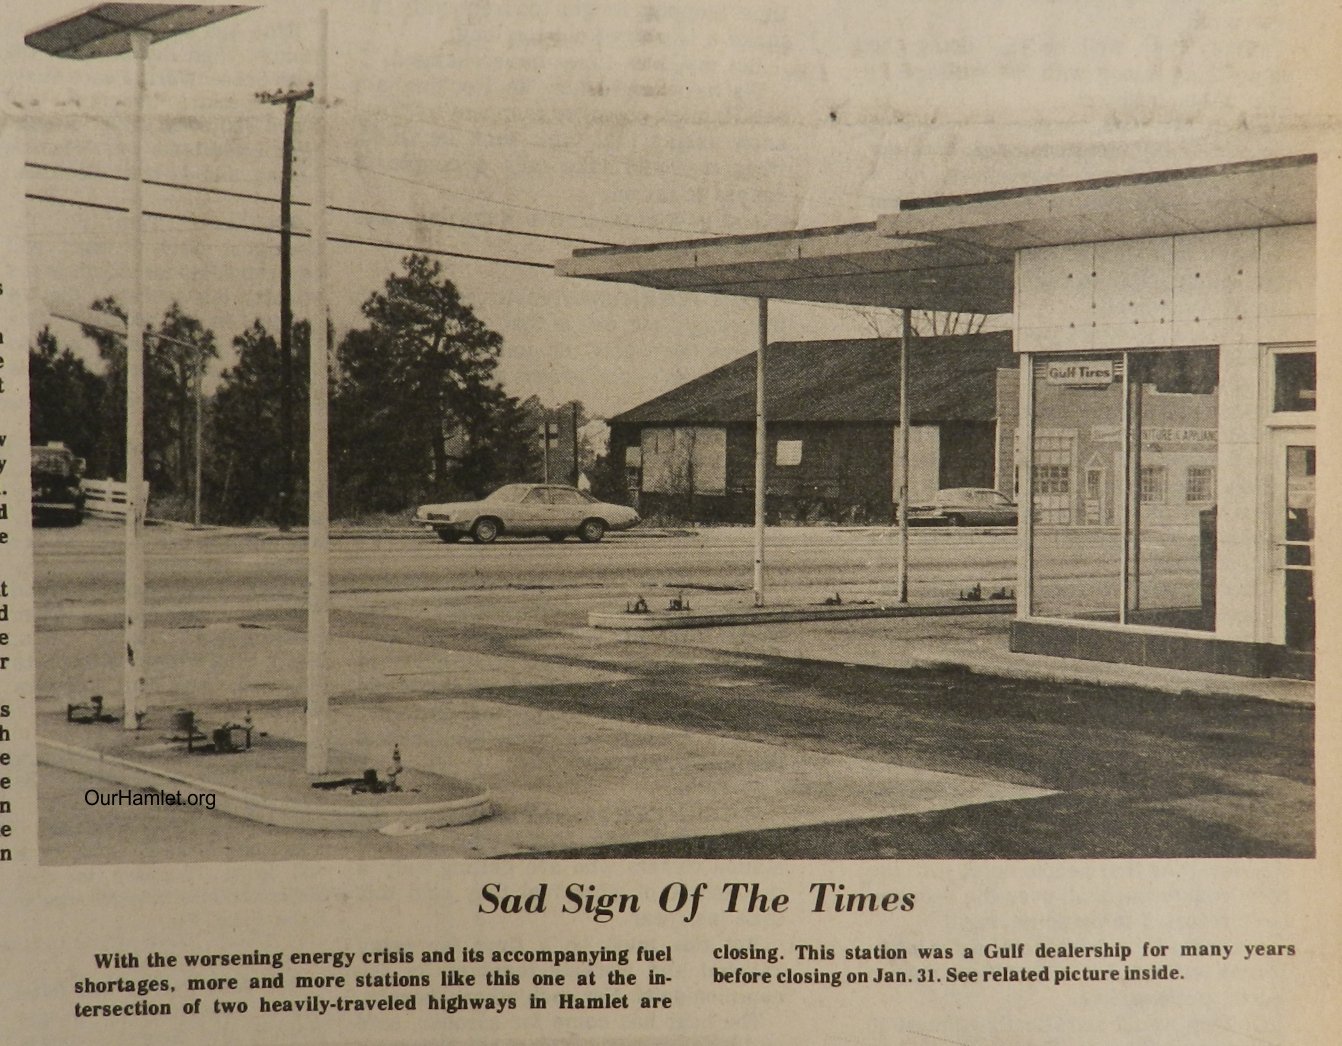 Gulf Tires
OurHamlet.org
Sad Sign Of The Times
With the worsening energy crisis and its accompanying fuel
shortages, more and more stations like this one at the in-
tersection of two heavily-traveled highways in Hamlet are
closing. This station was a Gulf dealership for many years
before closing on Jan. 31. See related picture inside.